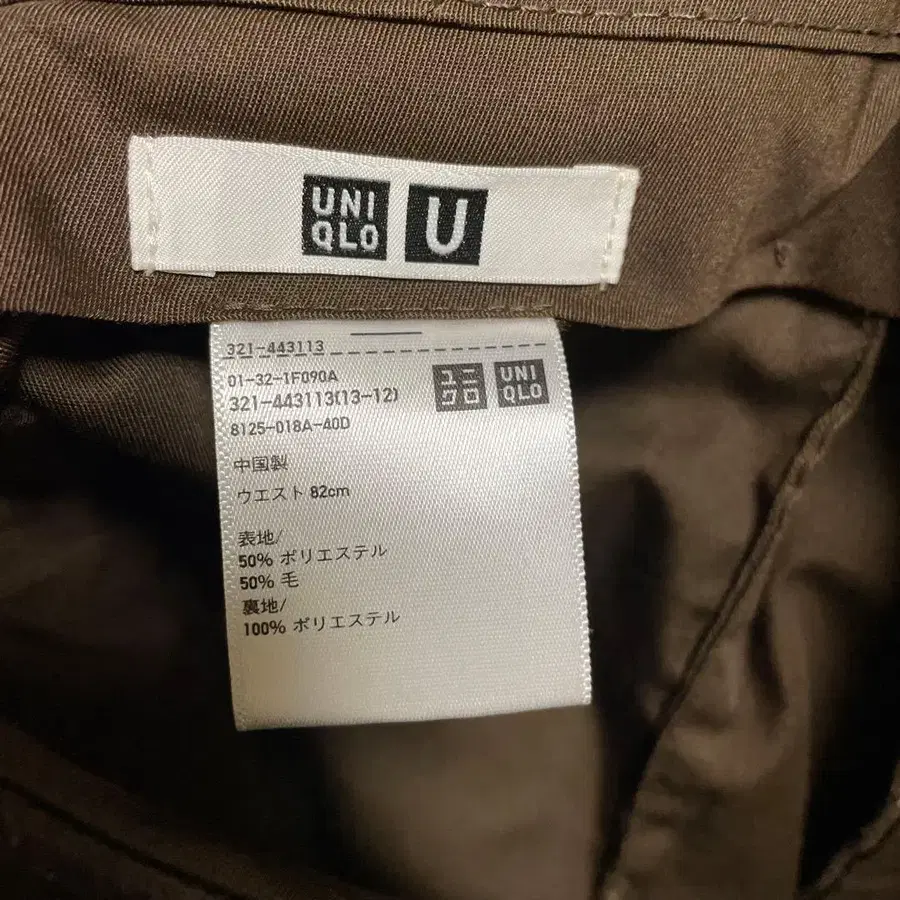 UNI
QLO
U
321-443113
01-32-1F090A
321-443113(13-12)
8125-018A-40D
ユニ
クロ
UNI
QLO
中国製
ウエスト 82cm
表地/
50% ポリエステル
50% 毛
裏地/
100% ポリエステル